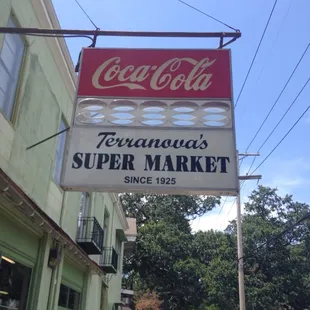 Coca-Cola
Terranova's
SUPER MARKET
SINCE 1925